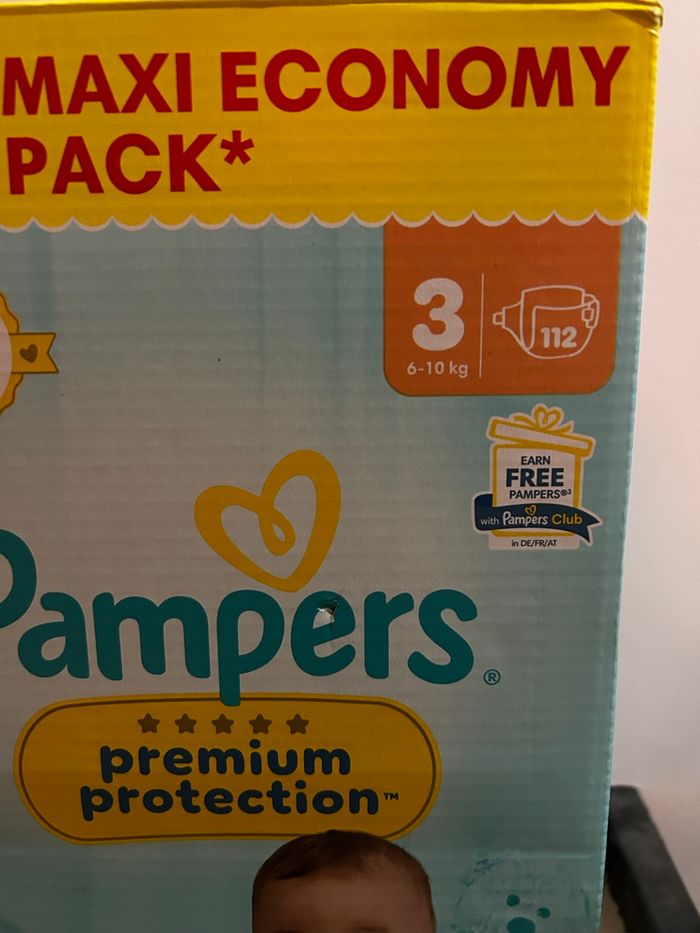 MAXI ECONOMY
PACK*
3
6-10 kg
112
EARN
FREE
PAMPERS®³
with Pampers Club
in DE/FR/AT
Pampers®
premium
protection™